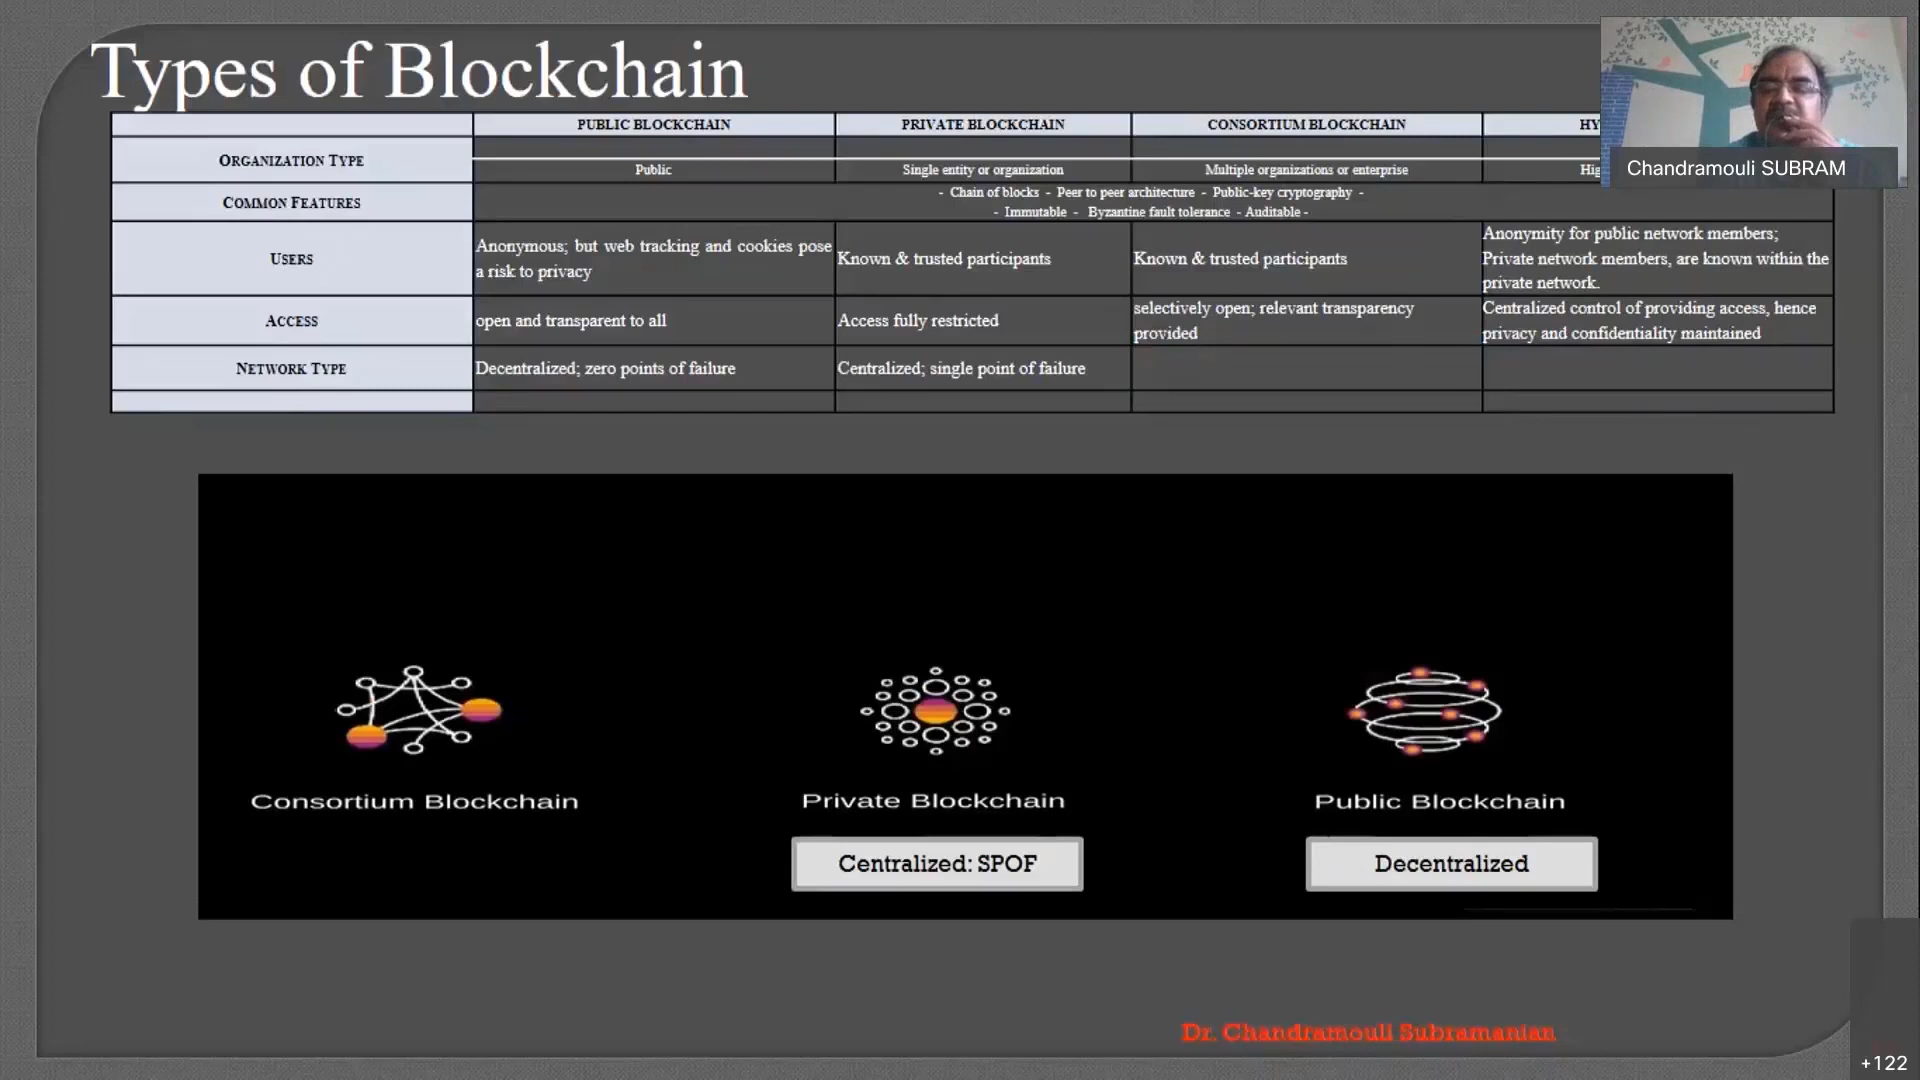 Types of Blockchain
PUBLIC BLOCKCHAIN
PRIVATE BLOCKCHAIN
CONSORTIUM BLOCKCHAIN
HY
ORGANIZATION TYPE
Public
Single entity or organization
Multiple organizations or enterprise
Hig
COMMON FEATURES
- Chain of blocks - Peer to peer architecture - Public-key cryptography -
- Immutable - Byzantine fault tolerance - Auditable -
USERS
Anonymous; but web tracking and cookies pose
a risk to privacy
Known & trusted participants
Known & trusted participants
Anonymity for public network members;
Private network members, are known within the
private network.
ACCESS
open and transparent to all
Access fully restricted
selectively open; relevant transparency
provided
Centralized control of providing access, hence
privacy and confidentiality maintained
NETWORK TYPE
Decentralized; zero points of failure
Centralized; single point of failure
Chandramouli SUBRAM
Consortium Blockchain
Private Blockchain
Public Blockchain
Centralized: SPOF
Decentralized
Dr. Chandramouli Subramanian
+122